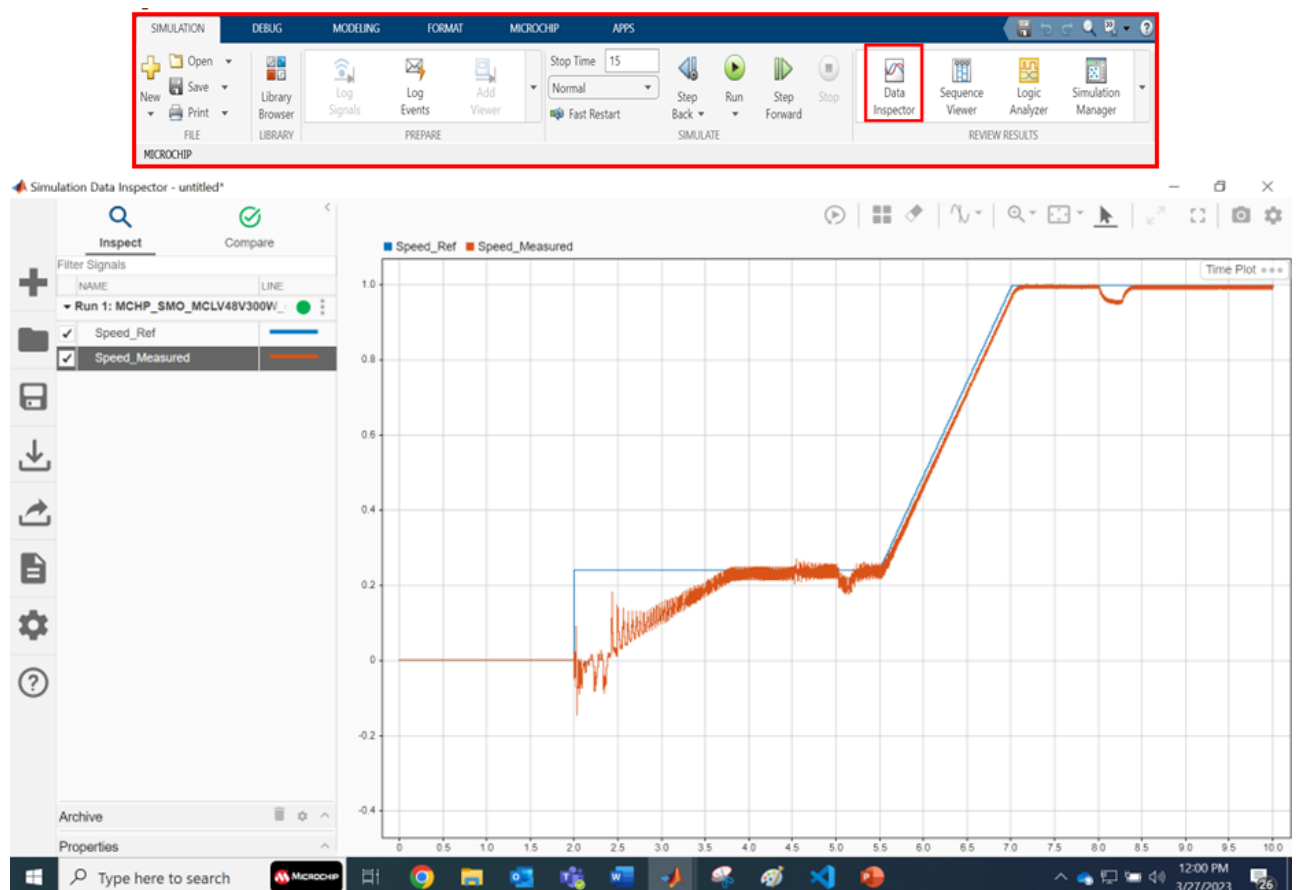 SIMULATION DEBUG MODELING FORMAT MICROCHIP APPS
New
Open
Save
Print
FILE
Library
Browser
LIBRARY
Log
Signals
Log
Events
Add
Viewer
PREPARE
Stop Time 15
Normal
Fast Restart
Step
Back
Run
Step
Forward
Stop
SIMULATE
Data
Inspector
Sequence
Viewer
Logic
Analyzer
Simulation
Manager
REVIEW RESULTS
MICROCHIP
Simulation Data Inspector - untitled*
Inspect Compare
Filter Signals
NAME LINE
Run 1: MCHP_SMO_MCLV48V300W_
Speed_Ref
Speed_Measured
Archive
Properties
Speed_Ref Speed_Measured
Time Plot
1.0
0.8
0.6
0.4
0.2
0
-0.2
-0.4
0 0.5 1.0 1.5 2.0 2.5 3.0 3.5 4.0 4.5 5.0 5.5 6.0 6.5 7.0 7.5 8.0 8.5 9.0 9.5 10.0
Type here to search
MICROCHIP
12:00 PM
3/27/2023
26